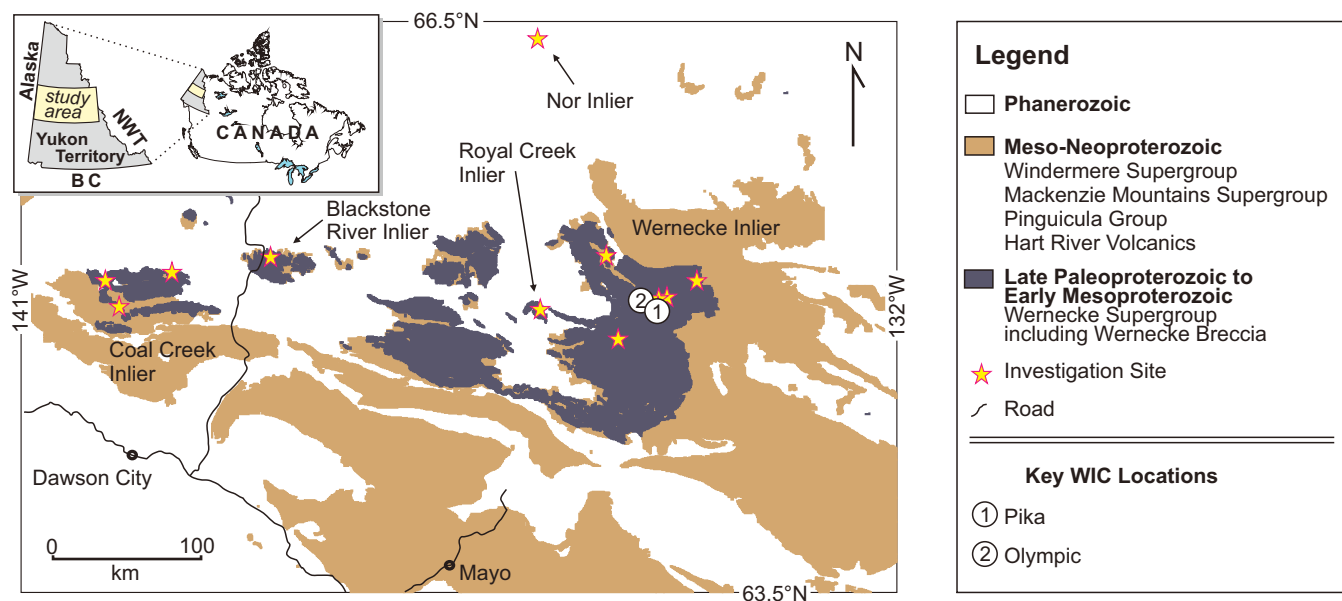 66.5°N
Alaska
study
area
NWT
Yukon
Territory
BC
CANADA
N
Nor Inlier
Royal Creek
Inlier
Blackstone
River Inlier
Wernecke Inlier
141°W
132°W
2
1
Coal Creek
Inlier
Dawson City
0 100
km
Mayo
63.5°N
Legend
Phanerozoic
Meso-Neoproterozoic
Windermere Supergroup
Mackenzie Mountains Supergroup
Pinguicula Group
Hart River Volcanics
Late Paleoproterozoic to
Early Mesoproterozoic
Wernecke Supergroup
including Wernecke Breccia
Investigation Site
Road
Key WIC Locations
1 Pika
2 Olympic